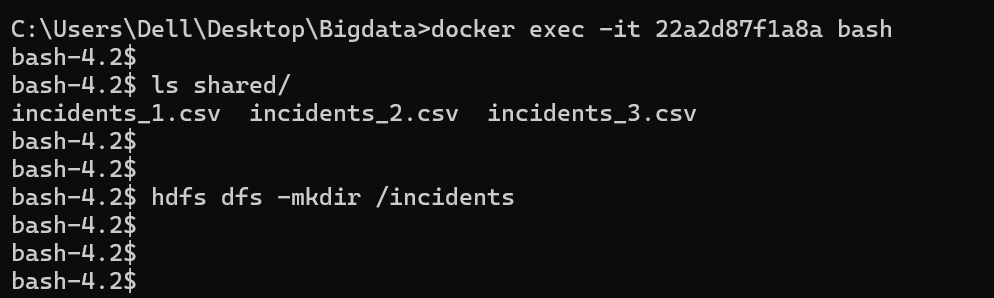 C:\Users\Dell\Desktop\Bigdata>docker exec -it 22a2d87f1a8a bash
bash-4.2$
bash-4.2$ ls shared/
incidents_1.csv  incidents_2.csv  incidents_3.csv
bash-4.2$
bash-4.2$
bash-4.2$ hdfs dfs -mkdir /incidents
bash-4.2$
bash-4.2$
bash-4.2$